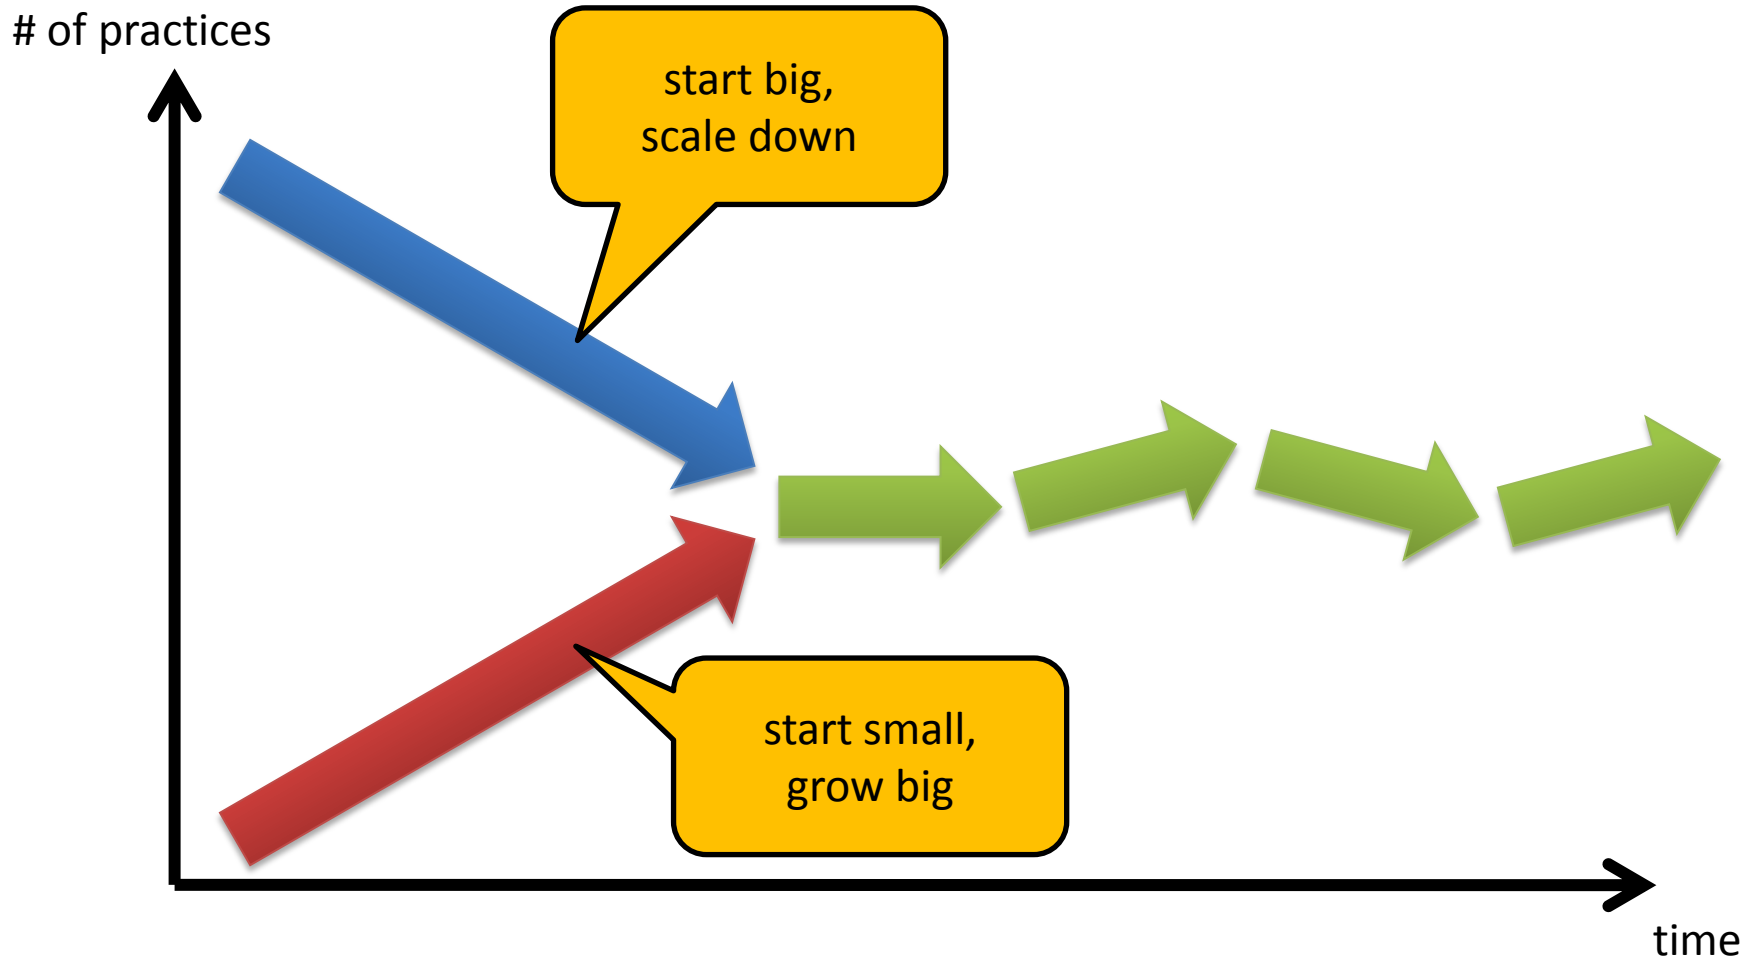 # of practices
start big,
scale down
start small,
grow big
time